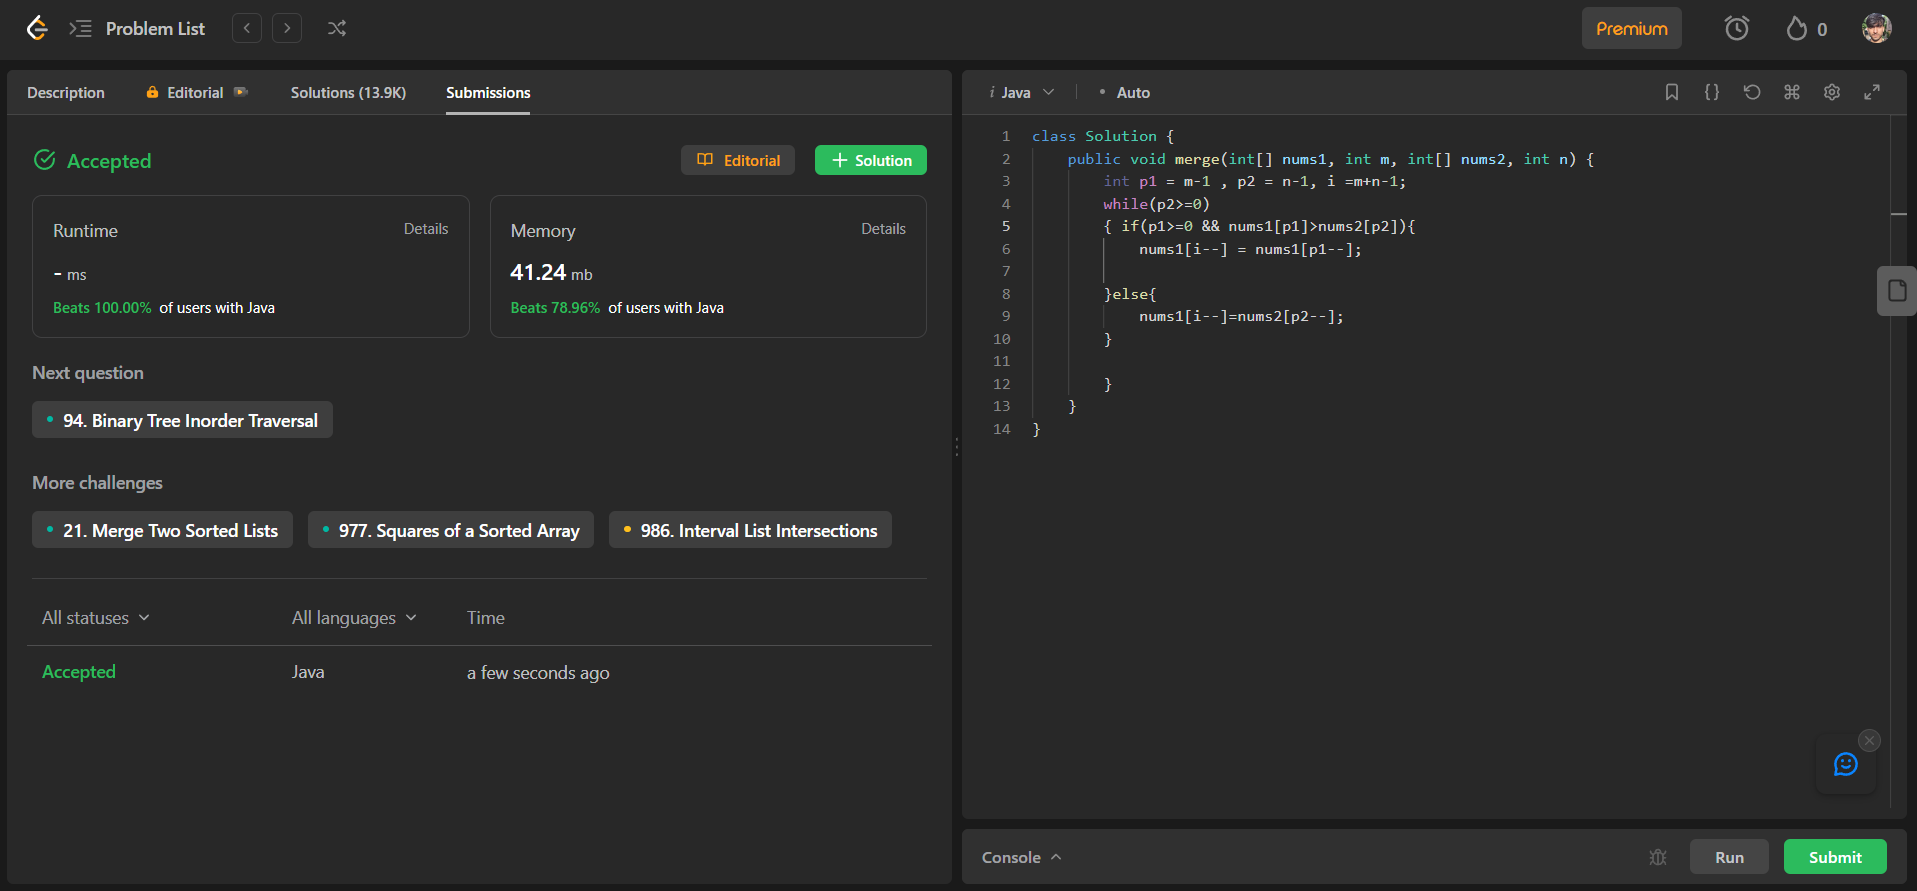 Problem List
Premium
0
Description Editorial Solutions (13.9K) Submissions
Accepted
Editorial
Solution
Runtime
Details
- ms
Beats 100.00% of users with Java
Memory
Details
41.24 mb
Beats 78.96% of users with Java
Next question
94. Binary Tree Inorder Traversal
More challenges
21. Merge Two Sorted Lists
977. Squares of a Sorted Array
986. Interval List Intersections
All statuses All languages Time
Accepted Java a few seconds ago
i Java Auto
1 class Solution {
2 public void merge(int[] nums1, int m, int[] nums2, int n) {
3 int p1 = m-1 , p2 = n-1, i =m+n-1;
4 while(p2>=0)
5 { if(p1>=0 && nums1[p1]>nums2[p2]){
6 nums1[i--] = nums1[p1--];
7
8 }else{
9 nums1[i--]=nums2[p2--];
10 }
11
12 }
13 }
14 }
Console
Run
Submit